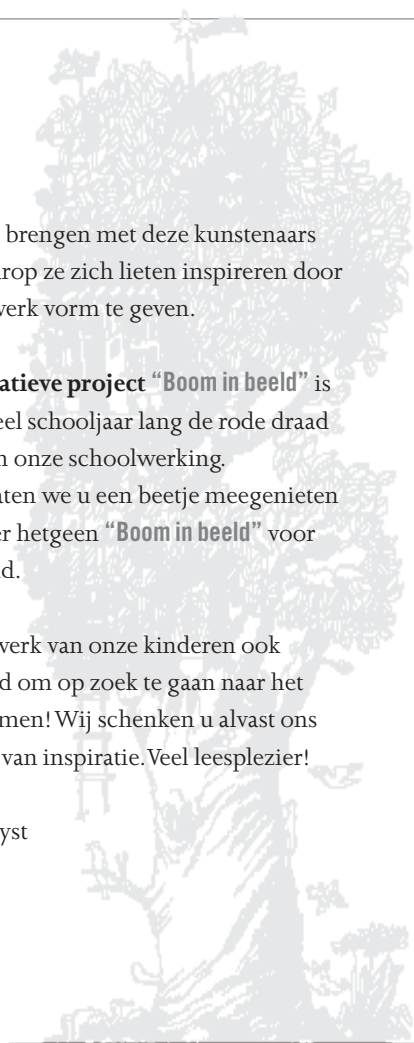 brengen met deze kunstenaars
rop ze zich lieten inspireren door
werk vorm te geven.
atieve project “Boom in beeld” is
eel schooljaar lang de rode draad
n onze schoolwerking.
aten we u een beetje meegenieten
er hetgeen “Boom in beeld” voor
d.
werk van onze kinderen ook
d om op zoek te gaan naar het
men! Wij schenken u alvast ons
van inspiratie. Veel leesplezier!
yst